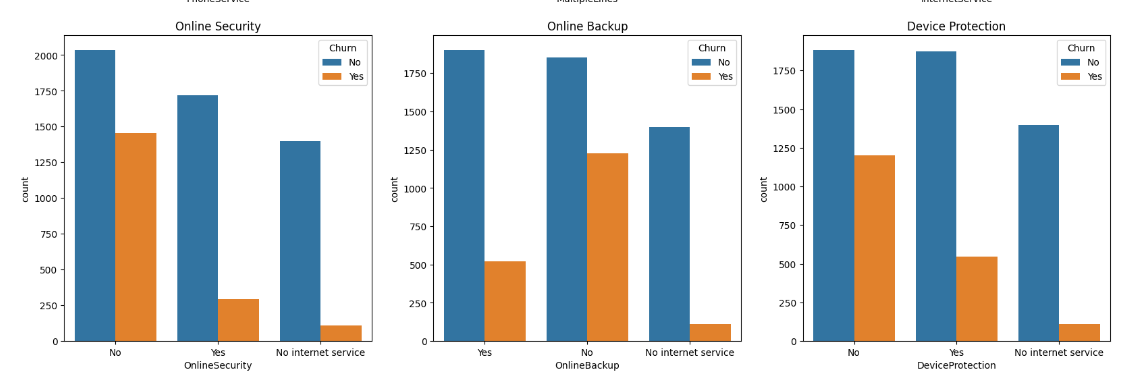 PhoneService
MultipleLines
InternetService
Online Security
Churn
No
Yes
2000
1750
1500
1250
1000
750
500
250
0
count
No
Yes
No internet service
OnlineSecurity
Online Backup
Churn
No
Yes
1750
1500
1250
1000
750
500
250
0
count
Yes
No
No internet service
OnlineBackup
Device Protection
Churn
No
Yes
1750
1500
1250
1000
750
500
250
0
count
No
Yes
No internet service
DeviceProtection